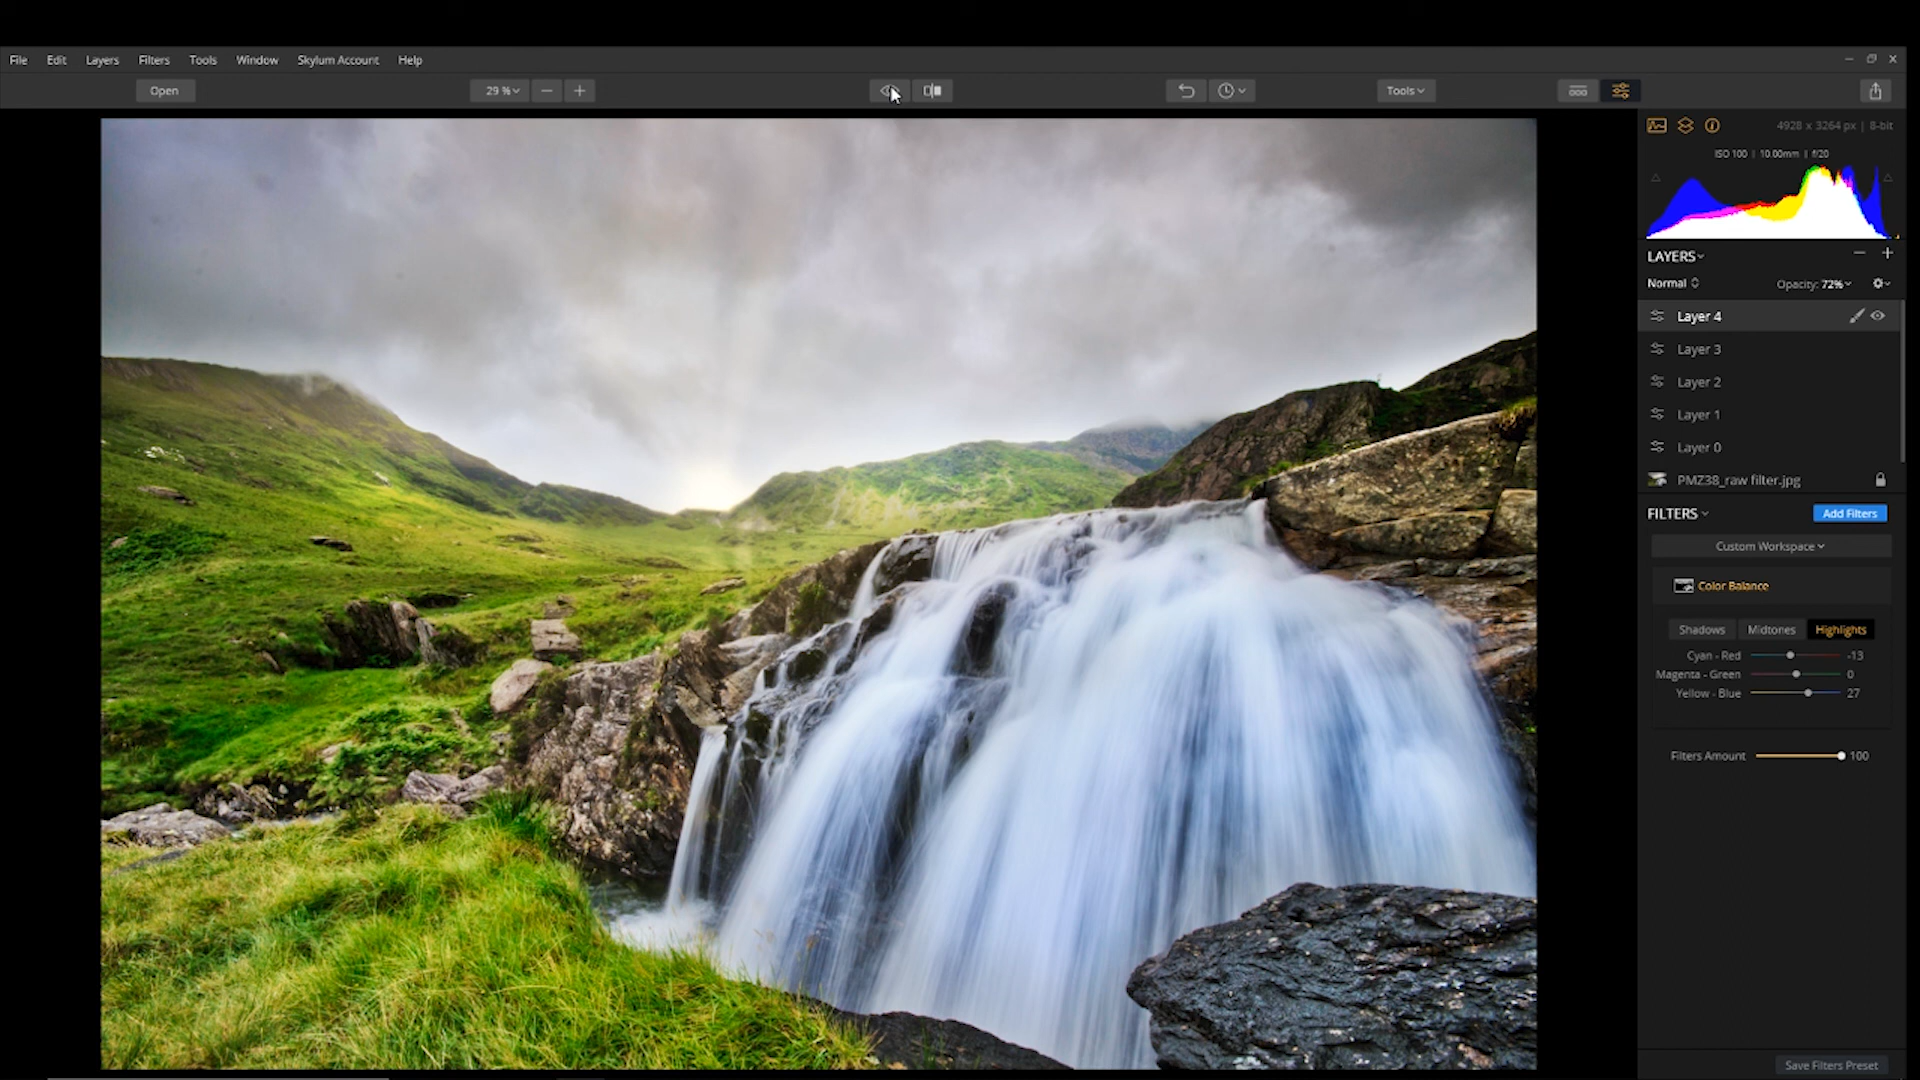 File Edit Layers Filters Tools Window Skylum Account Help
Open 29 % Tools
4928 x 3264 px | 8-bit
ISO 100 | 10.00mm | f/20
LAYERS
Normal Opacity: 72%
Layer 4
Layer 3
Layer 2
Layer 1
Layer 0
PMZ38_raw filter.jpg
FILTERS Add Filters
Custom Workspace
Color Balance
Shadows Midtones Highlights
Cyan - Red -13
Magenta - Green 0
Yellow - Blue 27
Filters Amount 100
Save Filters Preset